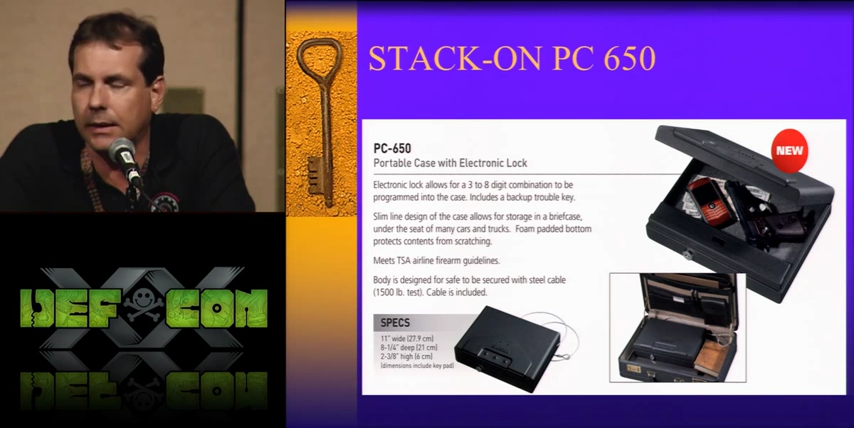 STACK-ON PC 650
PC-650
Portable Case with Electronic Lock
NEW
Electronic lock allows for a 3 to 8 digit combination to be
programmed into the case. Includes a backup trouble key.
Slim line design of the case allows for storage in a briefcase,
under the seat of many cars and trucks. Foam padded bottom
protects contents from scratching.
Meets TSA airline firearm guidelines.
Body is designed for safe to be secured with steel cable
(1500 lb. test). Cable is included.
SPECS
11" wide (27.9 cm)
8-1/4" deep (21 cm)
2-3/8" high (6 cm)
(dimensions include key pad)
XX
DEF CON